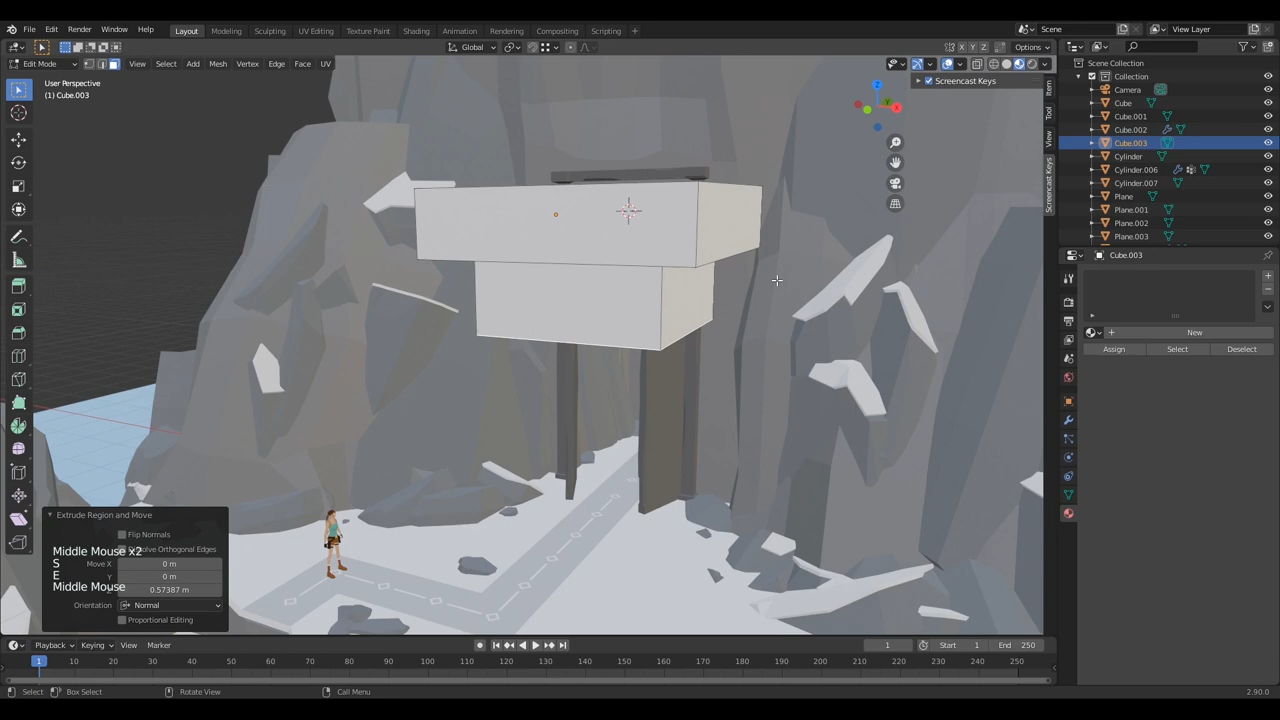 File Edit Render Window Help Layout Modeling Sculpting UV Editing Texture Paint Shading Animation Rendering Compositing Scripting + Scene View Layer
Global X Y Z Options
Edit Mode View Select Add Mesh Vertex Edge Face UV
User Perspective
(1) Cube.003
Screencast Keys
Item
Tool
View
Screencast Keys
Scene Collection
Collection
Camera
Cube
Cube.001
Cube.002
Cube.003
Cylinder
Cylinder.006
Cylinder.007
Plane
Plane.001
Plane.002
Plane.003
Cube.003
New
Assign Select Deselect
Extrude Region and Move
Flip Normals
Orthogonal Edges
Middle Mouse x2
S
E
Middle Mouse
Move X 0 m
Y 0 m
0.57387 m
Orientation Normal
Proportional Editing
Playback Keying View Marker 1 Start 1 End 250
1 10 20 30 40 50 60 70 80 90 100 110 120 130 140 150 160 170 180 190 200 210 220 230 240 250
Select Box Select Rotate View Call Menu 2.90.0